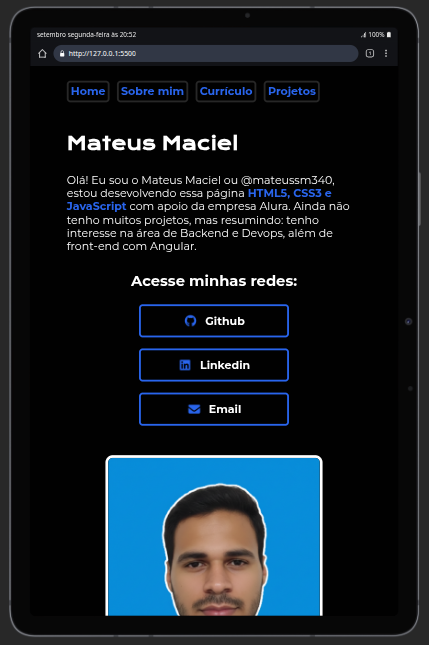 setembro segunda-feira às 20:52
100%
http://127.0.0.1:5500
1
Home Sobre mim Currículo Projetos
Mateus Maciel
Olá! Eu sou o Mateus Maciel ou @mateussm340,
estou desevolvendo essa página HTML5, CSS3 e
JavaScript com apoio da empresa Alura. Ainda não
tenho muitos projetos, mas resumindo: tenho
interesse na área de Backend e Devops, além de
front-end com Angular.
Acesse minhas redes:
Github
Linkedin
Email